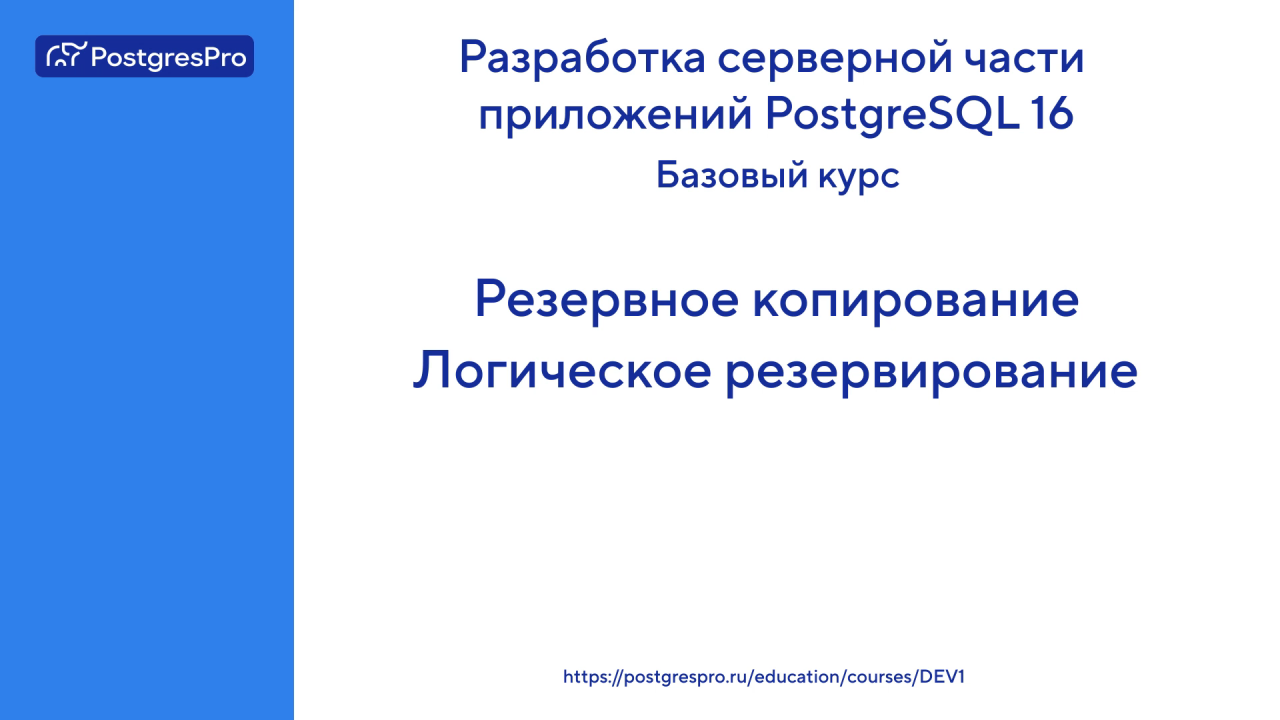 PostgresPro
Разработка серверной части
приложений PostgreSQL 16
Базовый курс
Резервное копирование
Логическое резервирование
https://postgrespro.ru/education/courses/DEV1